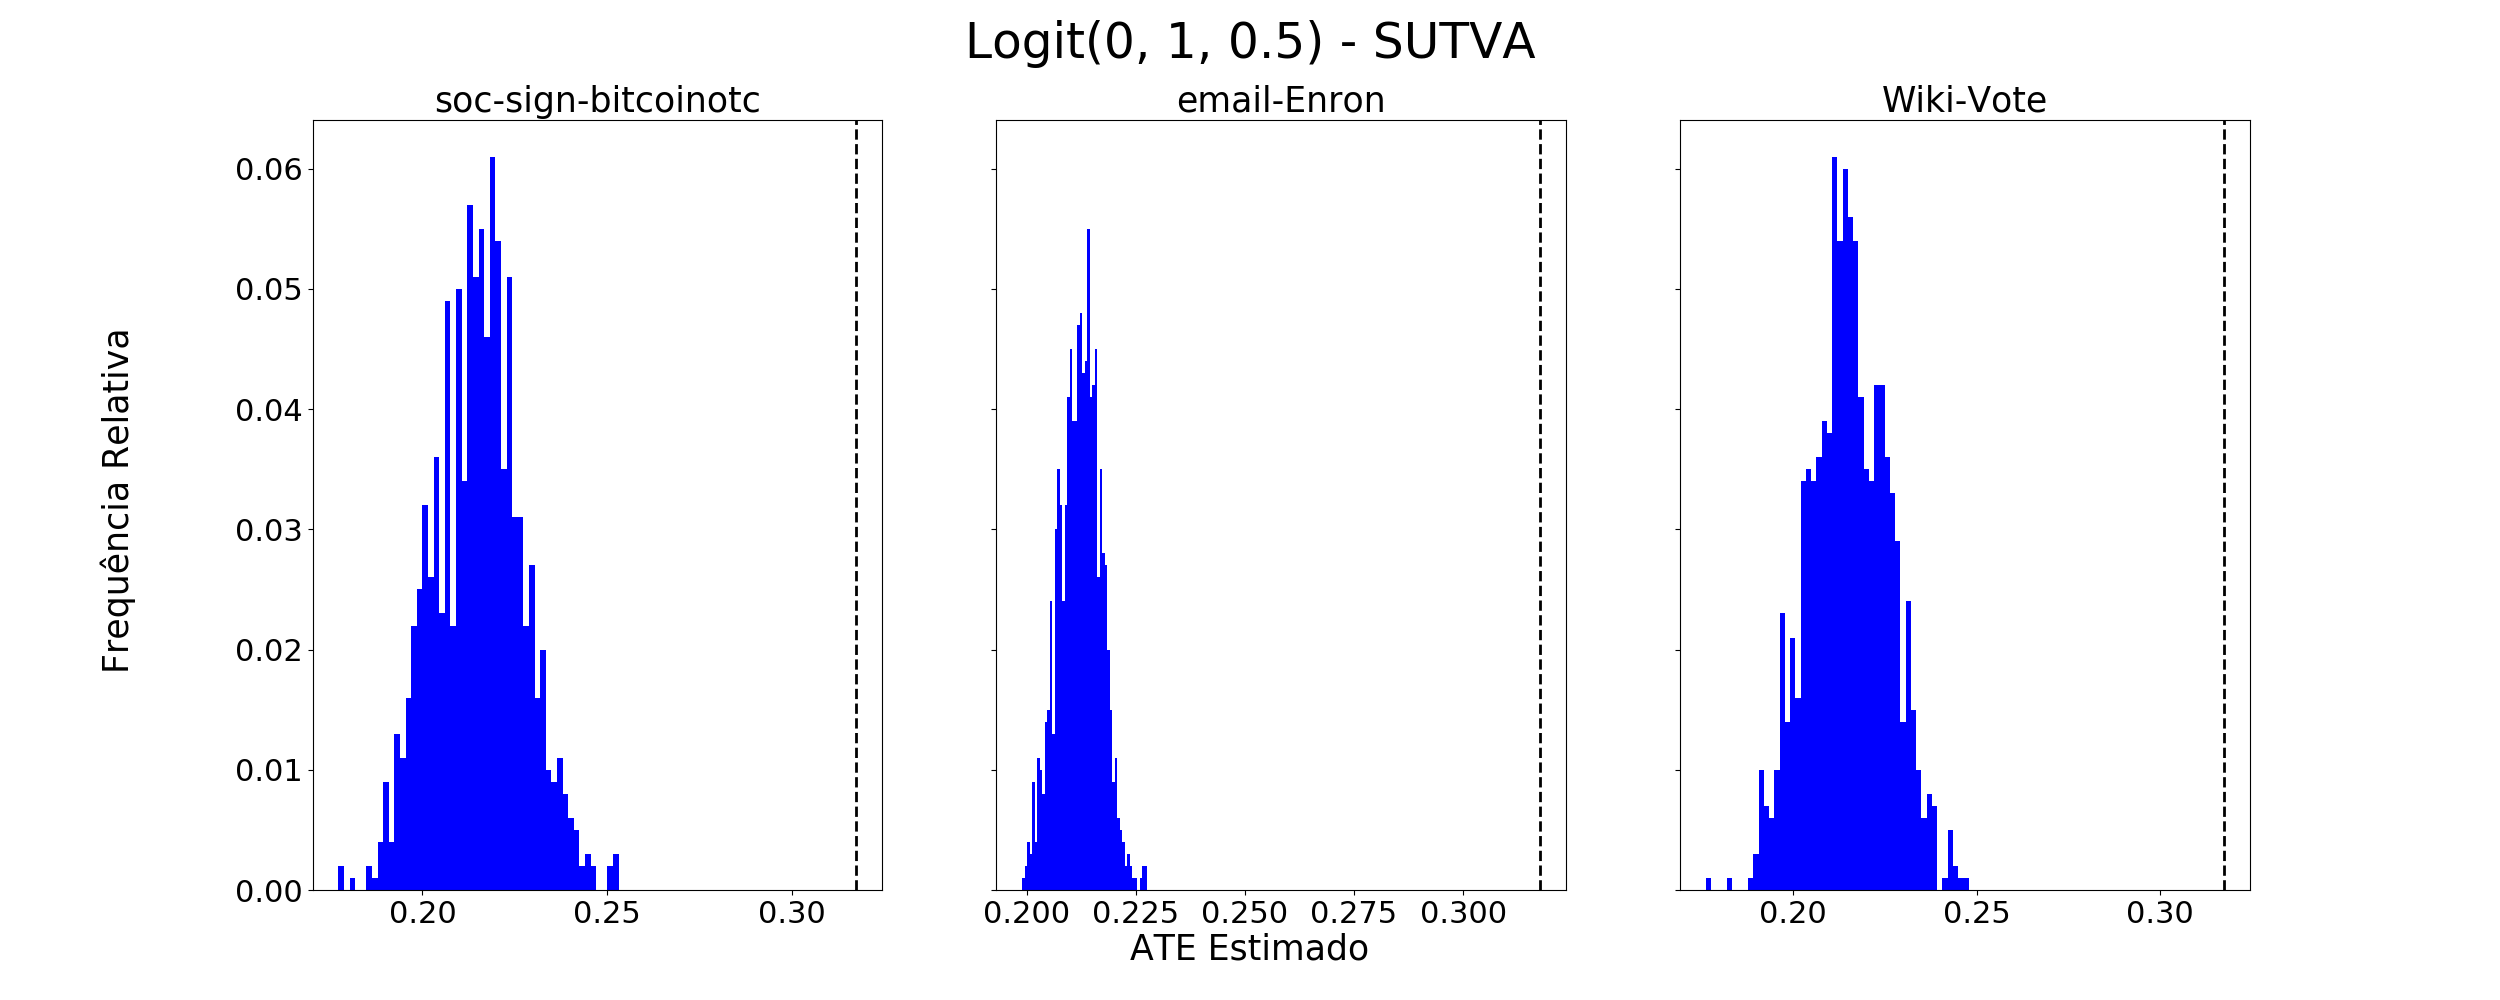 Logit(0, 1, 0.5) - SUTVA
soc-sign-bitcoinotc
email-Enron
Wiki-Vote
Frequência Relativa
0.06
0.05
0.04
0.03
0.02
0.01
0.00
0.20 0.25 0.30
0.200 0.225 0.250 0.275 0.300
0.20 0.25 0.30
ATE Estimado